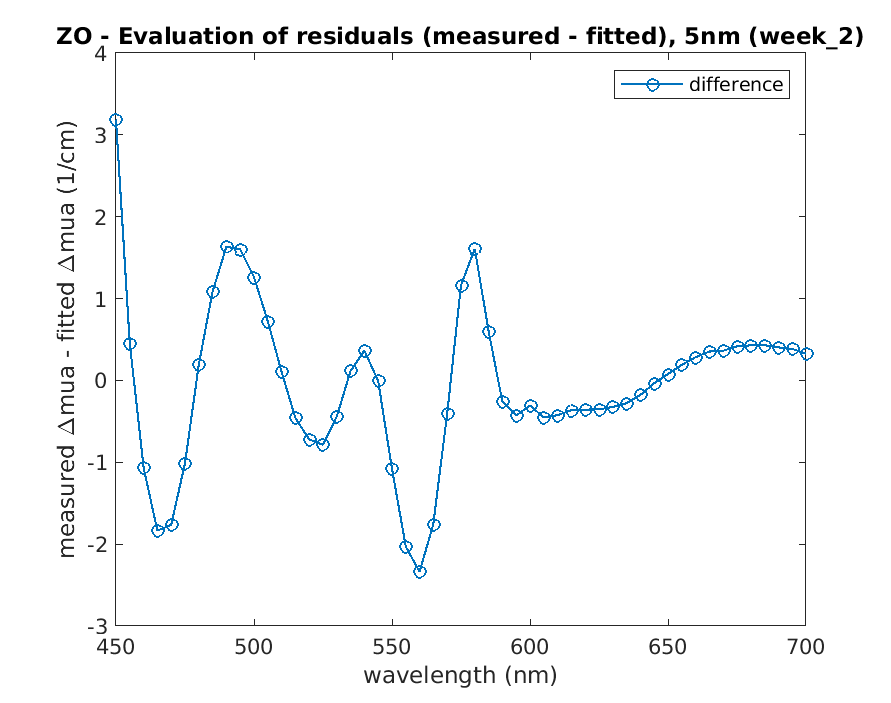 ZO - Evaluation of residuals (measured - fitted), 5nm (week_2)
difference
measured Δmua - fitted Δmua (1/cm)
4
3
2
1
0
-1
-2
-3
450 500 550 600 650 700
wavelength (nm)